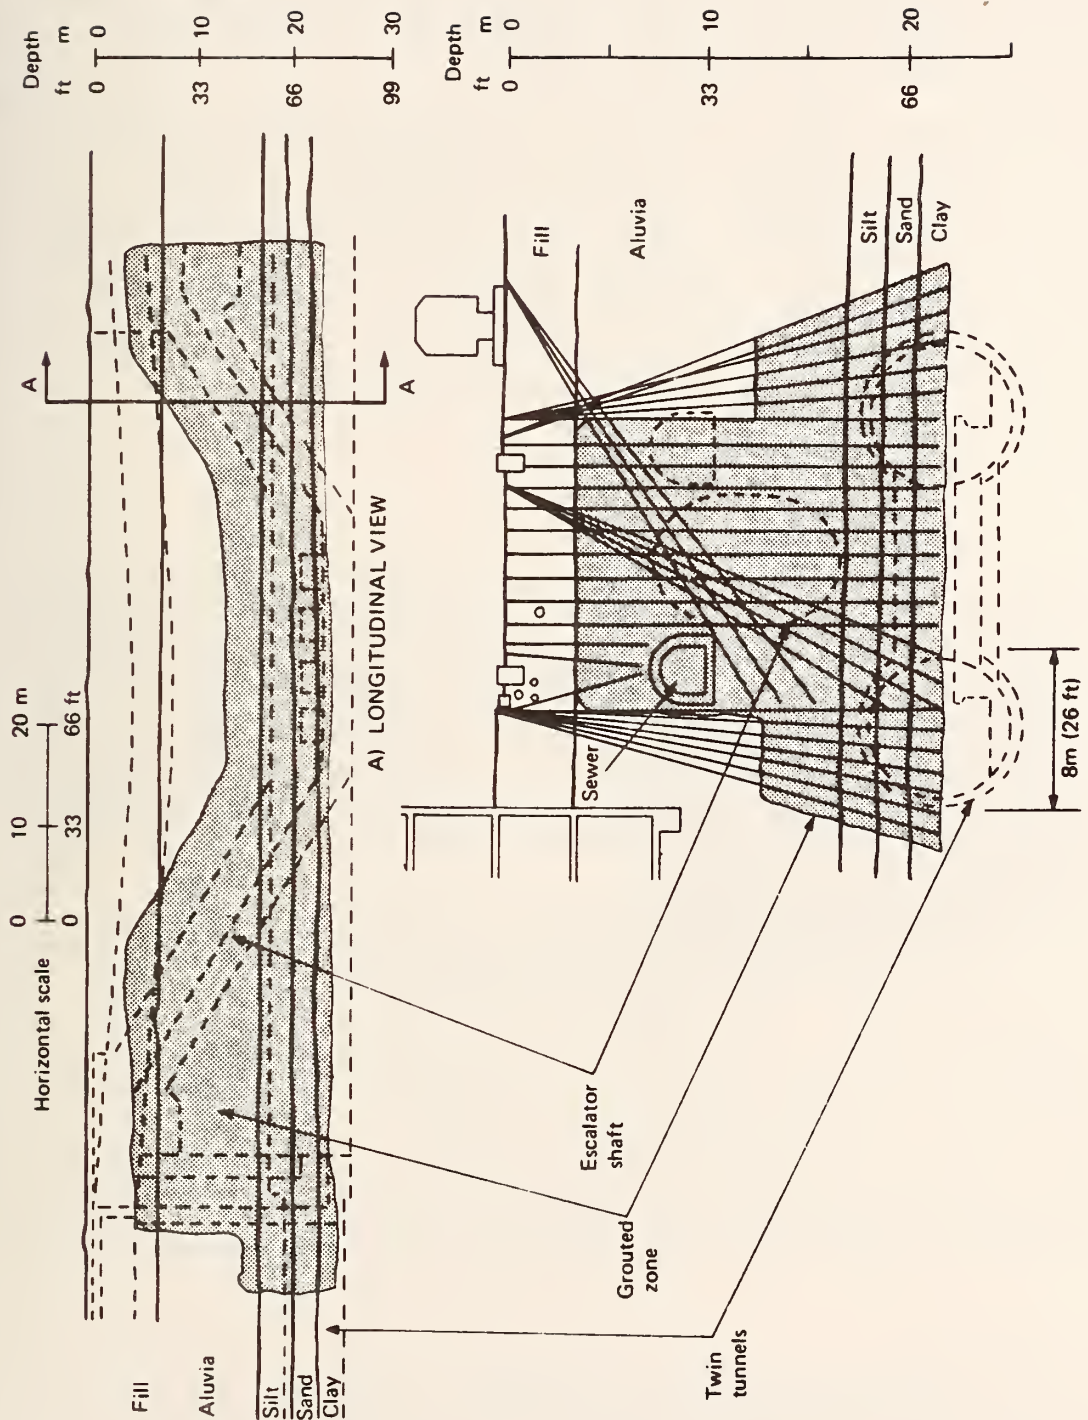 Horizontal scale
0 10 20 m
0 33 66 ft
Depth
ft m
0 0
33 10
66 20
99 30
Fill
Aluvia
Silt
Sand
Clay
A
A
A) LONGITUDINAL VIEW
Depth
ft m
0 0
33 10
66 20
Fill
Aluvia
Silt
Sand
Clay
Sewer
8m (26 ft)
Escalator
shaft
Grouted
zone
Twin
tunnels